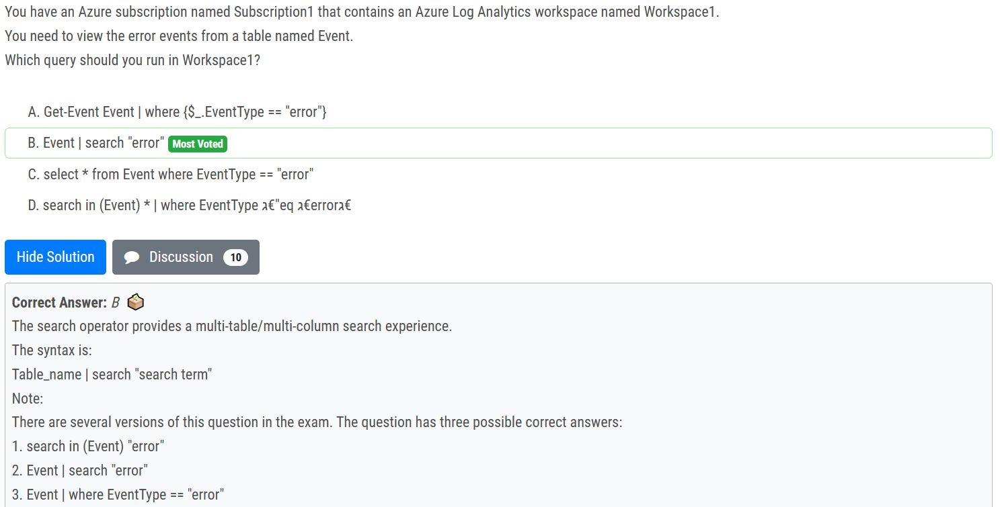 You have an Azure subscription named Subscription1 that contains an Azure Log Analytics workspace named Workspace1.
You need to view the error events from a table named Event.
Which query should you run in Workspace1?
A. Get-Event Event | where {$_.EventType == "error"}
B. Event | search "error" Most Voted
C. select * from Event where EventType == "error"
D. search in (Event) * | where EventType ג€"eq ג€errorג€
Hide Solution
Discussion 10
Correct Answer: B
The search operator provides a multi-table/multi-column search experience.
The syntax is:
Table_name | search "search term"
Note:
There are several versions of this question in the exam. The question has three possible correct answers:
1. search in (Event) "error"
2. Event | search "error"
3. Event | where EventType == "error"